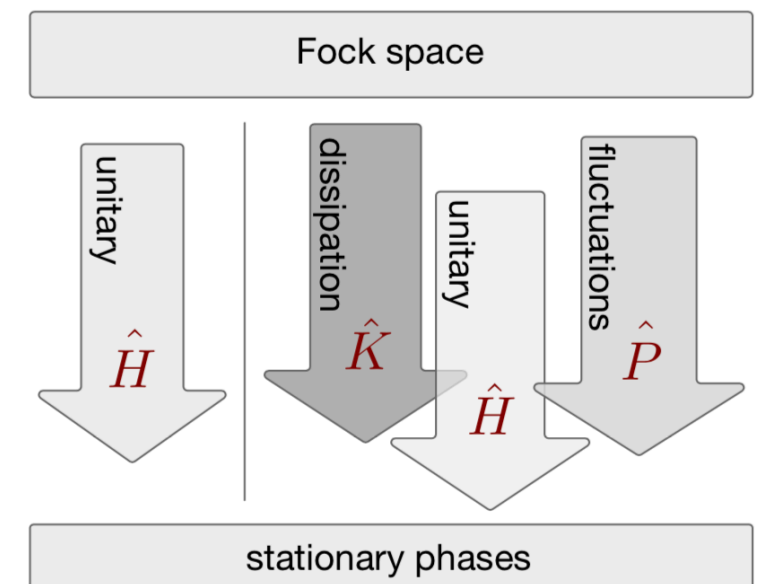 Fock space
unitary
Ĥ
dissipation
K̂
unitary
Ĥ
fluctuations
P̂
stationary phases